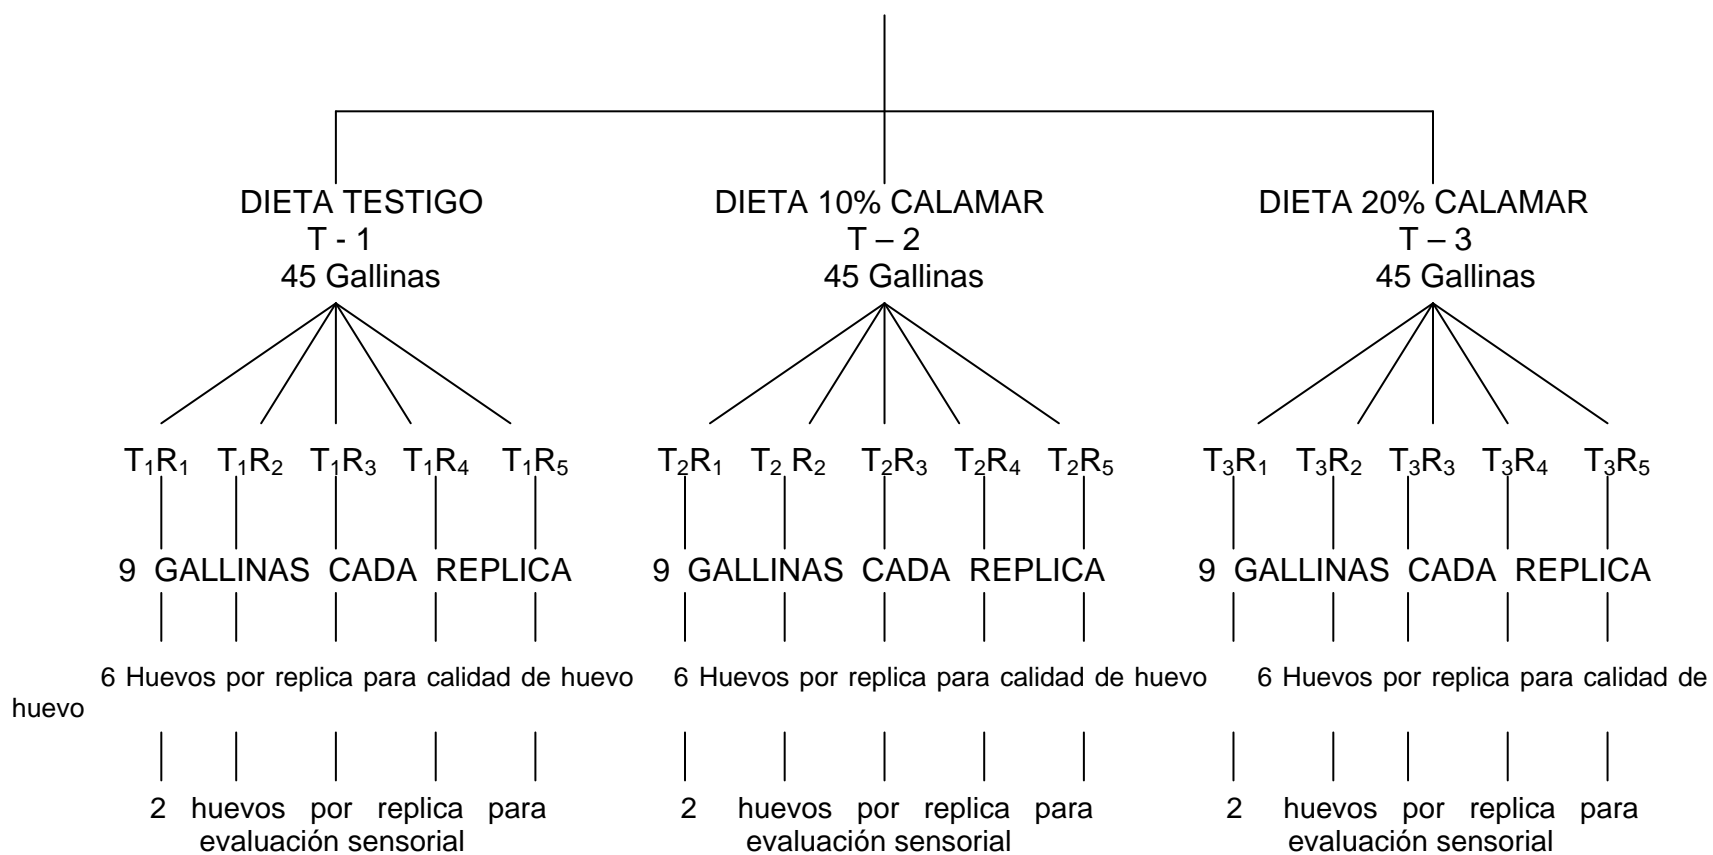 DIETA TESTIGO DIETA 10% CALAMAR DIETA 20% CALAMAR
T - 1 T – 2 T – 3
45 Gallinas 45 Gallinas 45 Gallinas
T₁R₁ T₁R₂ T₁R₃ T₁R₄ T₁R₅ T₂R₁ T₂ R₂ T₂R₃ T₂R₄ T₂R₅ T₃R₁ T₃R₂ T₃R₃ T₃R₄ T₃R₅
9 GALLINAS CADA REPLICA 9 GALLINAS CADA REPLICA 9 GALLINAS CADA REPLICA
6 Huevos por replica para calidad de huevo 6 Huevos por replica para calidad de huevo 6 Huevos por replica para calidad de
huevo
2 huevos por replica para 2 huevos por replica para 2 huevos por replica para
evaluación sensorial evaluación sensorial evaluación sensorial